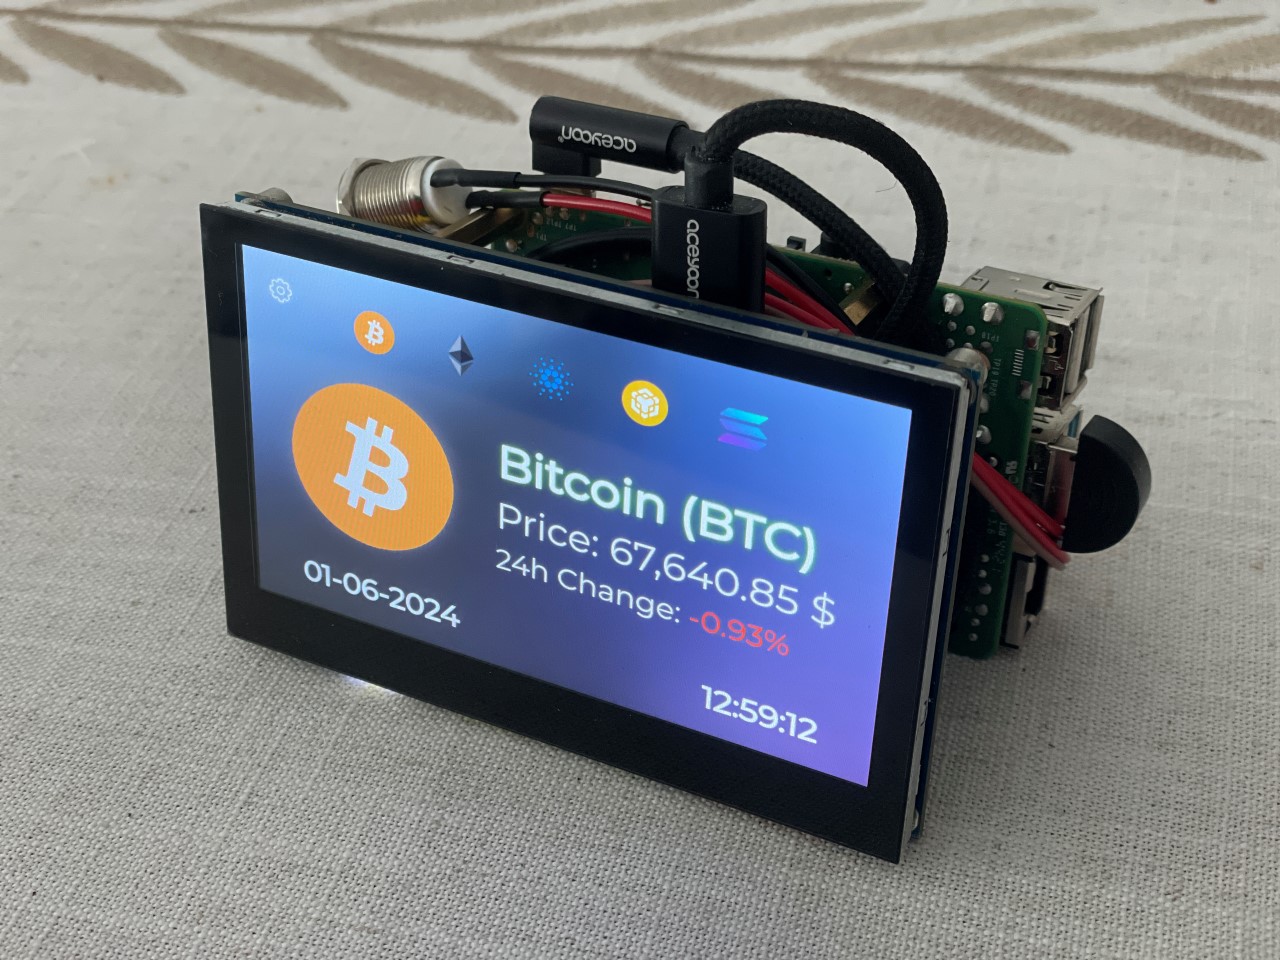 aceyoon®
aceyoon
Bitcoin (BTC)
Price: 67,640.85 $
24h Change: -0.93%
01-06-2024
12:59:12